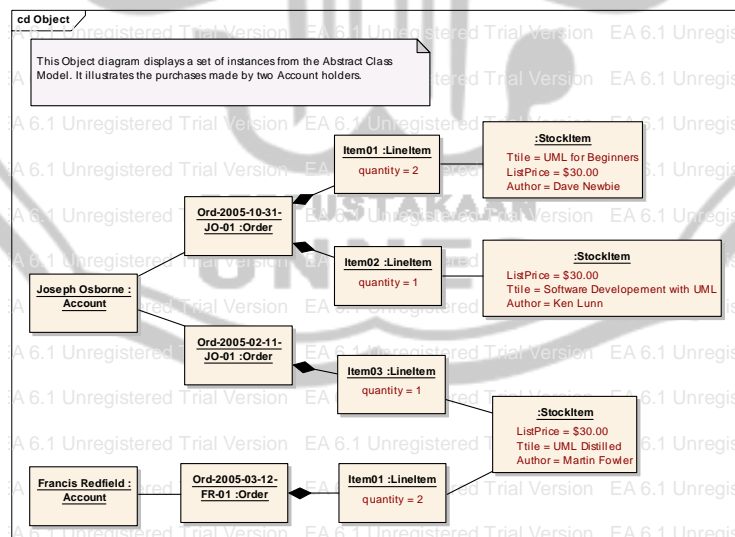 cd Object
This Object diagram displays a set of instances from the Abstract Class
Model. It illustrates the purchases made by two Account holders.
Item01 :LineItem
quantity = 2
:StockItem
Ttile = UML for Beginners
ListPrice = $30.00
Author = Dave Newbie
Ord-2005-10-31-
JO-01 :Order
Item02 :LineItem
quantity = 1
:StockItem
ListPrice = $30.00
Ttile = Software Developement with UML
Author = Ken Lunn
Joseph Osborne :
Account
Ord-2005-02-11-
JO-01 :Order
Item03 :LineItem
quantity = 1
:StockItem
ListPrice = $30.00
Ttile = UML Distilled
Author = Martin Fowler
Francis Redfield :
Account
Ord-2005-03-12-
FR-01 :Order
Item01 :LineItem
quantity = 2
EA 6.1 Unregistered Trial Version